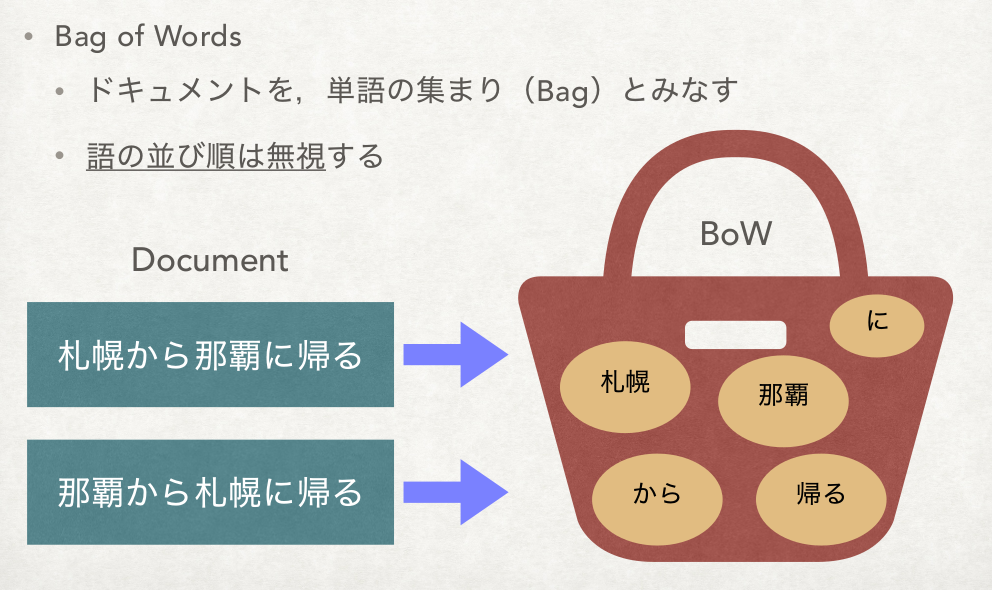 Bag of Words
ドキュメントを，単語の集まり（Bag）とみなす
語の並び順は無視する
Document
BoW
札幌から那覇に帰る
那覇から札幌に帰る
に
札幌
那覇
から
帰る